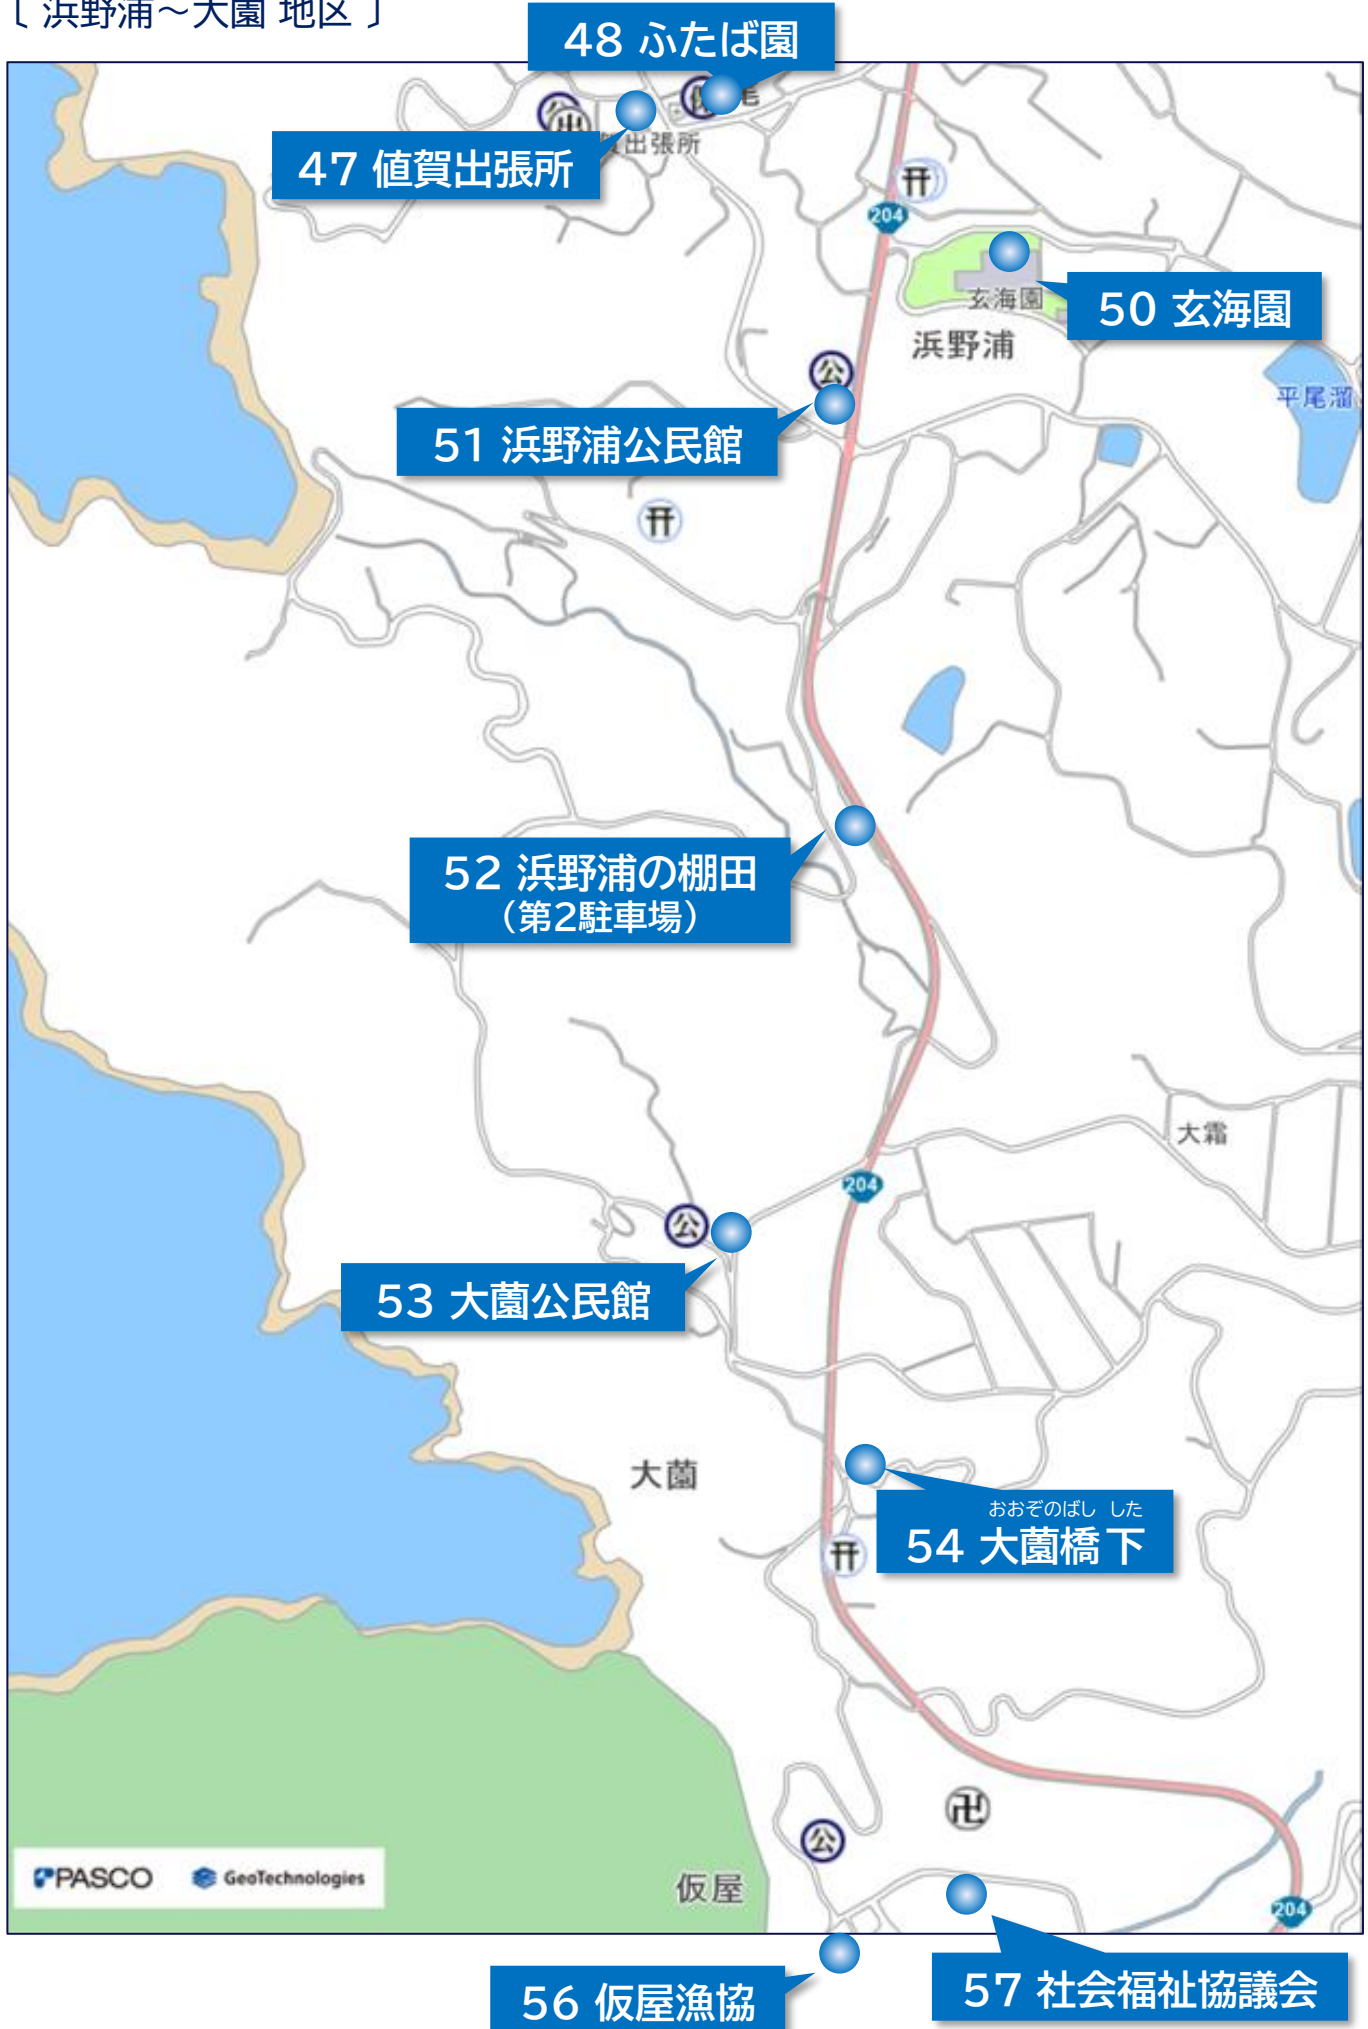 〔 浜野浦～大薗 地区 〕
48 ふたば園
47 値賀出張所
賀出張所
204
玄海園
50 玄海園
浜野浦
公
平尾溜
51 浜野浦公民館
52 浜野浦の棚田
（第2駐車場）
大霜
204
公
53 大薗公民館
大薗
おおぞのばし した
54 大薗橋下
公
仮屋
PASCO
GeoTechnologies
204
56 仮屋漁協
57 社会福祉協議会